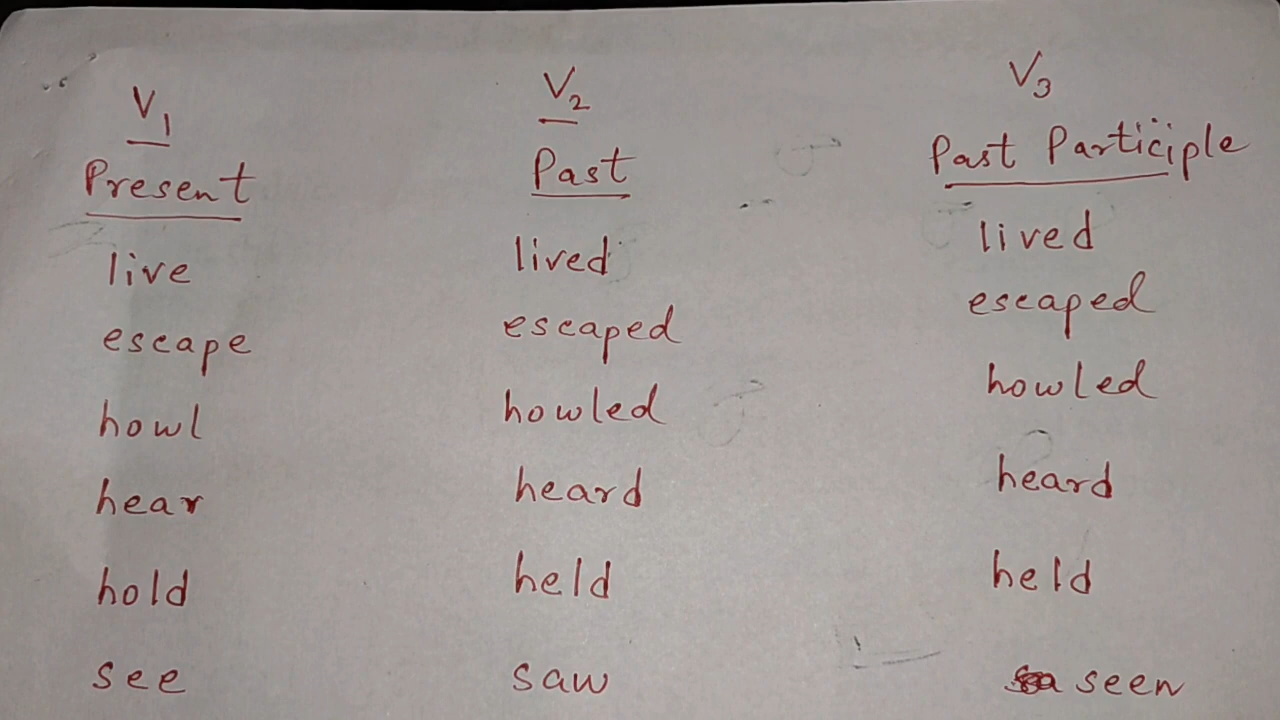 V1 V2 V3
Present Past Past Participle
live lived lived
escape escaped escaped
howl howled howled
hear heard heard
hold held held
see saw seen